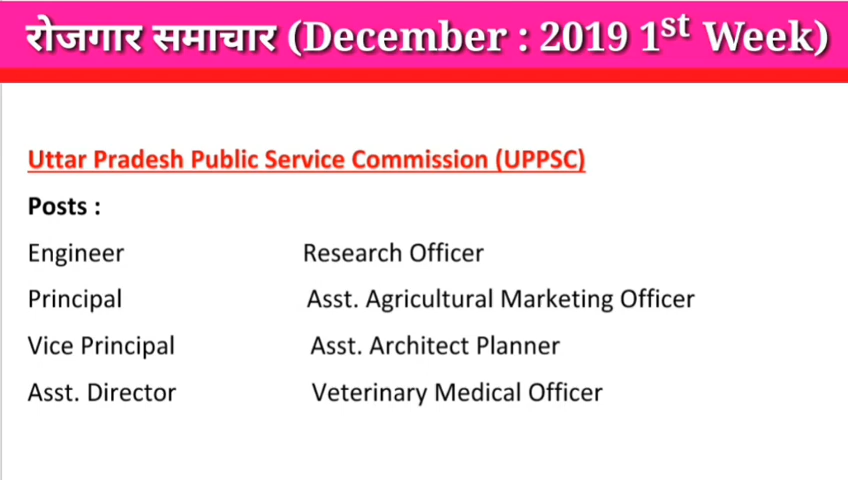 रोजगार समाचार (December : 2019 1st Week)
Uttar Pradesh Public Service Commission (UPPSC)
Posts :
Engineer Research Officer
Principal Asst. Agricultural Marketing Officer
Vice Principal Asst. Architect Planner
Asst. Director Veterinary Medical Officer